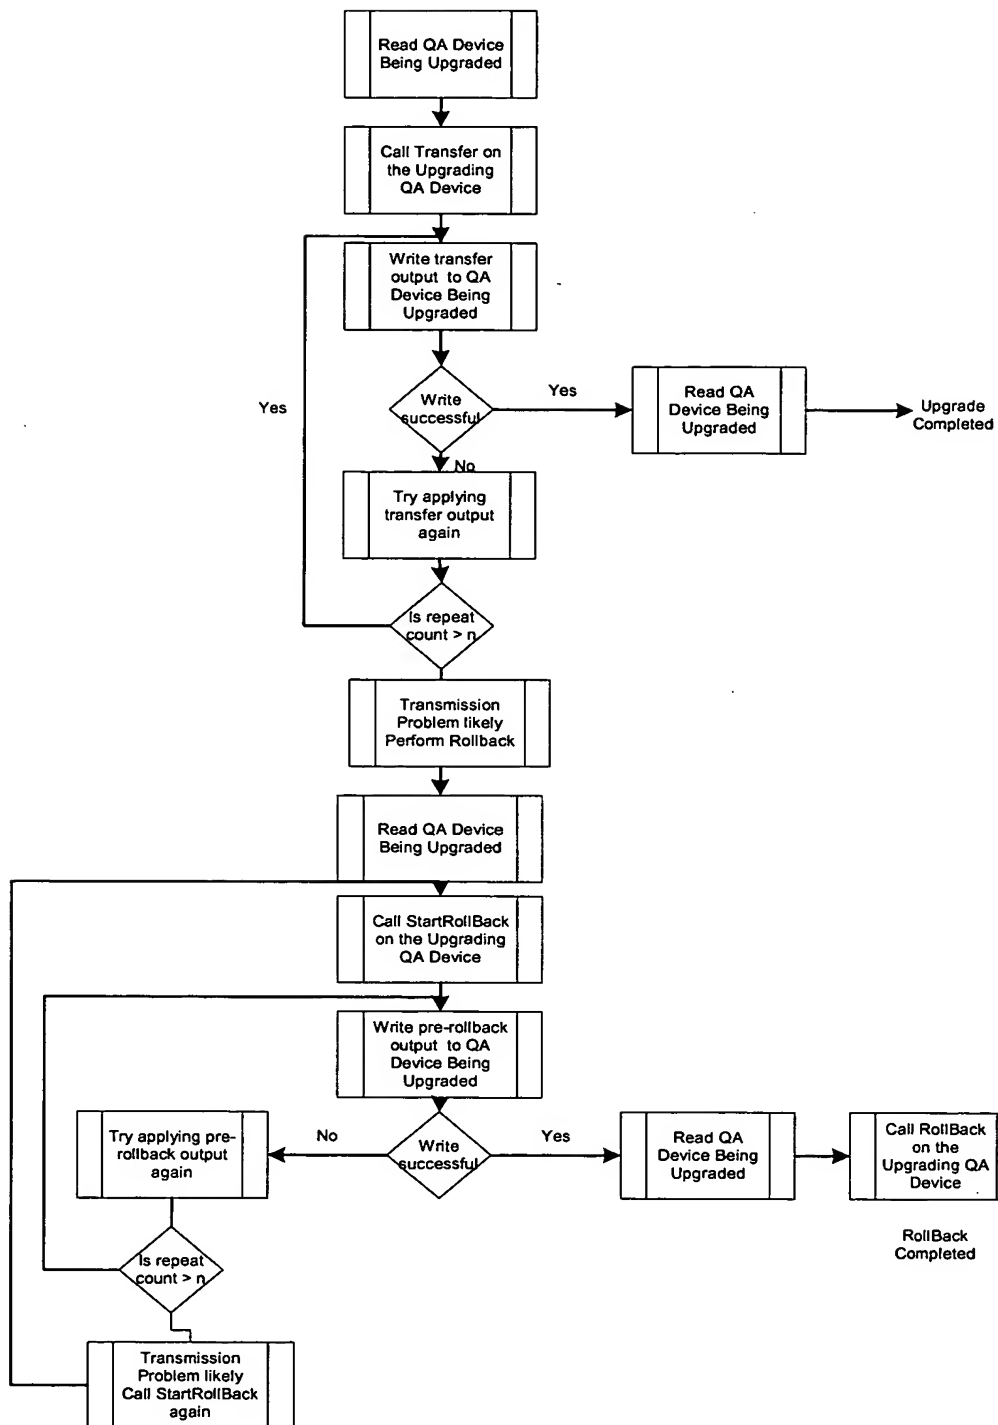 Read QA Device
Being Upgraded
Call Transfer on
the Upgrading
QA Device
Write transfer
output to QA
Device Being
Upgraded
Yes
Write
successful
Yes
Read QA
Device Being
Upgraded
Upgrade
Completed
No
Try applying
transfer output
again
Is repeat
count > n
Transmission
Problem likely
Perform Rollback
Read QA Device
Being Upgraded
Call StartRollBack
on the Upgrading
QA Device
Write pre-rollback
output to QA
Device Being
Upgraded
Try applying pre-
rollback output
again
No
Write
successful
Yes
Read QA
Device Being
Upgraded
Call RollBack
on the
Upgrading QA
Device
RollBack
Completed
Is repeat
count > n
Transmission
Problem likely
Call StartRollBack
again